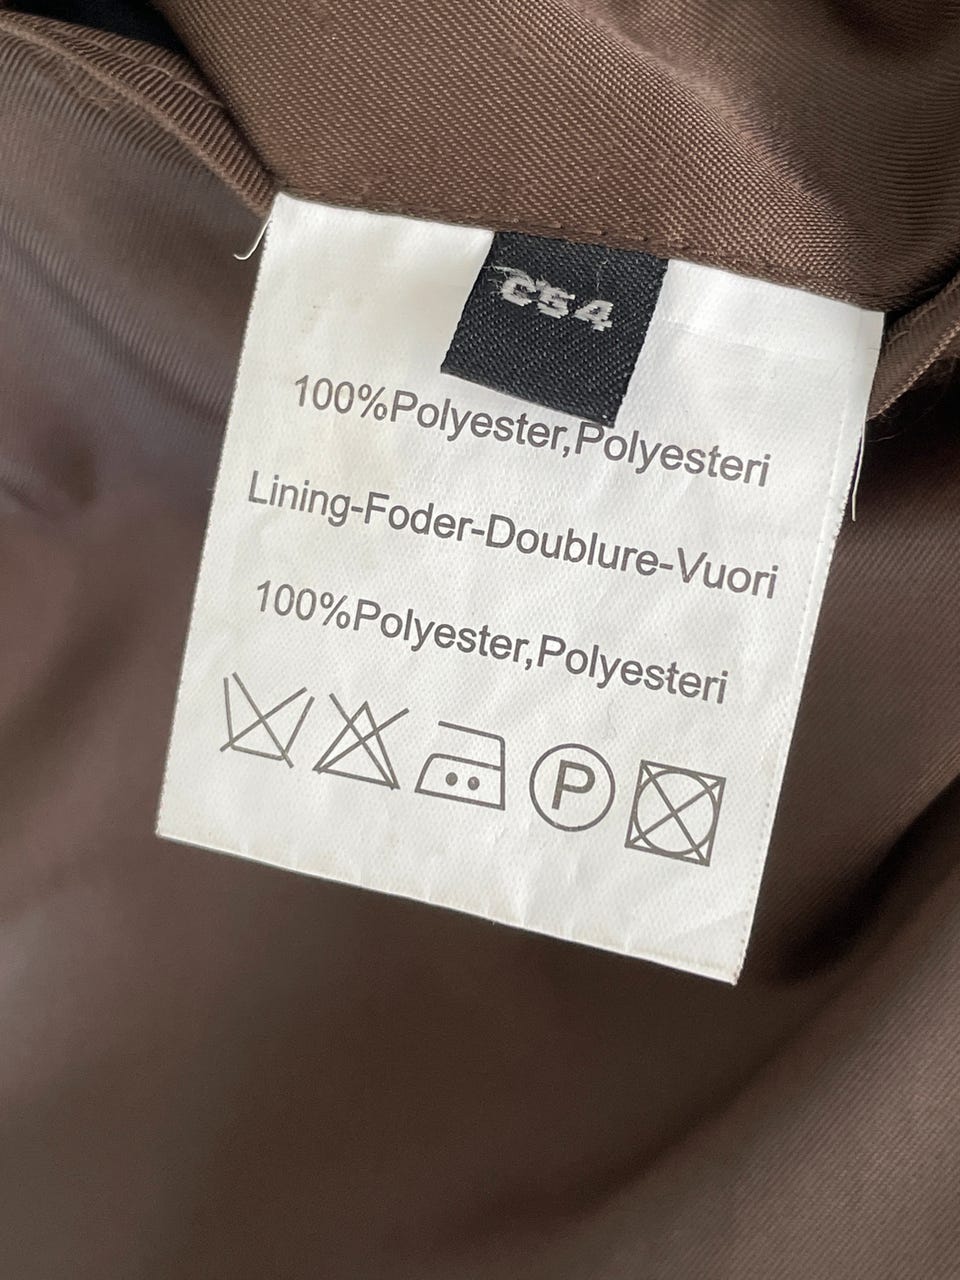 C54
100%Polyester,Polyesteri
Lining-Foder-Doublure-Vuori
100%Polyester,Polyesteri
P